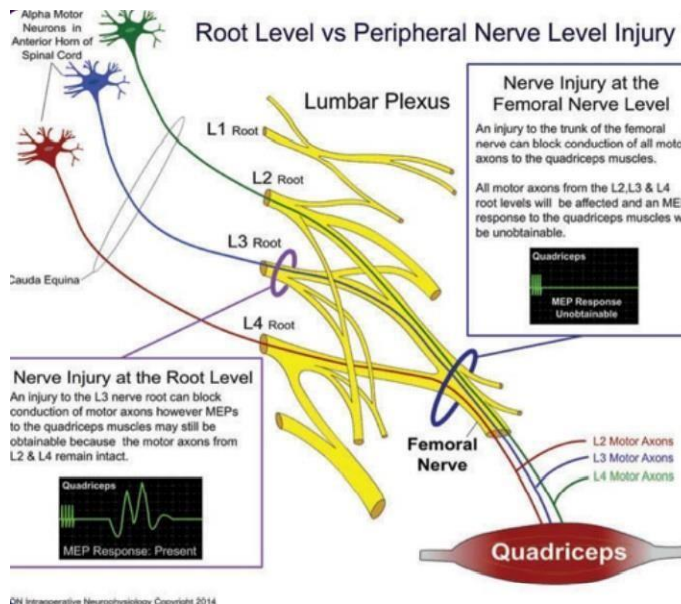 Alpha Motor
Neurons in
Anterior Horn of
Spinal Cord
Root Level vs Peripheral Nerve Level Injury
Lumbar Plexus
L1 Root
L2 Root
L3 Root
L4 Root
Cauda Equina
Nerve Injury at the
Femoral Nerve Level
An injury to the trunk of the femoral
nerve can block conduction of all moto
axons to the quadriceps muscles.
All motor axons from the L2,L3 & L4
root levels will be affected and an ME
response to the quadriceps muscles w
be unobtainable.
Quadriceps
MEP Response
Unobtainable
Nerve Injury at the Root Level
An injury to the L3 nerve root can block
conduction of motor axons however MEPs
to the quadriceps muscles may still be
obtainable because the motor axons from
L2 & L4 remain intact.
Quadriceps
MEP Response: Present
Femoral
Nerve
L2 Motor Axons
L3 Motor Axons
L4 Motor Axons
Quadriceps
ON Intraoperative Neurophysiology Copyright 2014